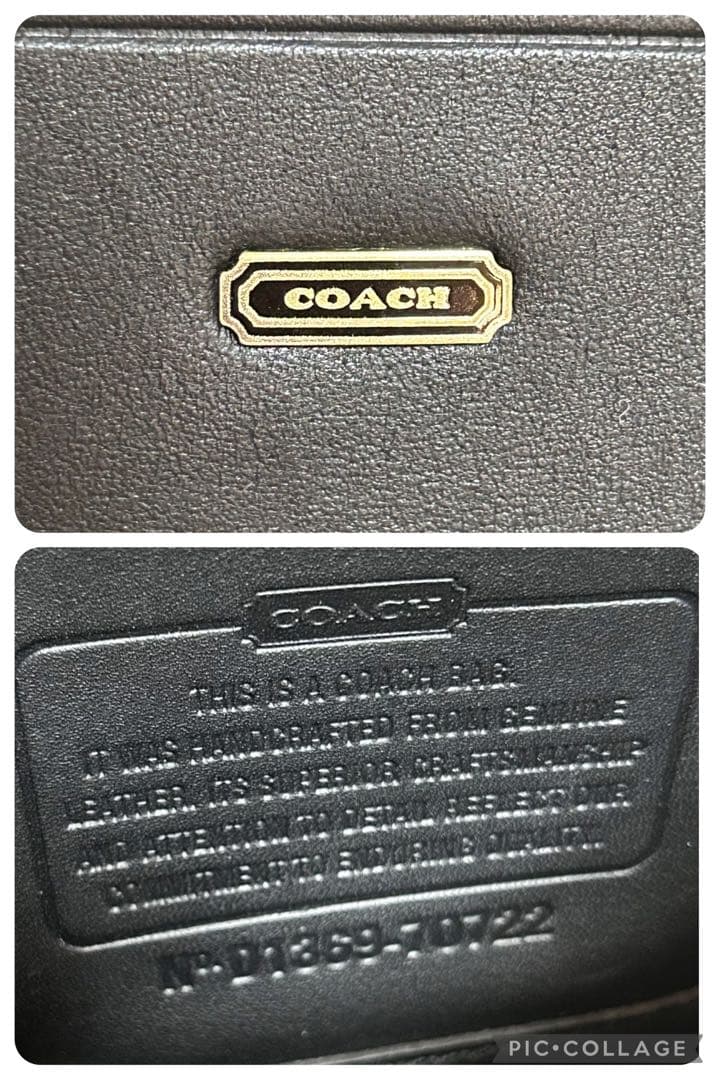 COACH
COACH
THIS IS A COACH BAG.
IT WAS HANDCRAFTED FROM GENUINE
LEATHER. ITS SUPERIOR CRAFTSMANSHIP
AND ATTENTION TO DETAIL REFLECT OUR
COMMITMENT TO ENDURING QUALITY.
Nº.D1369-70722
PIC•COLLAGE